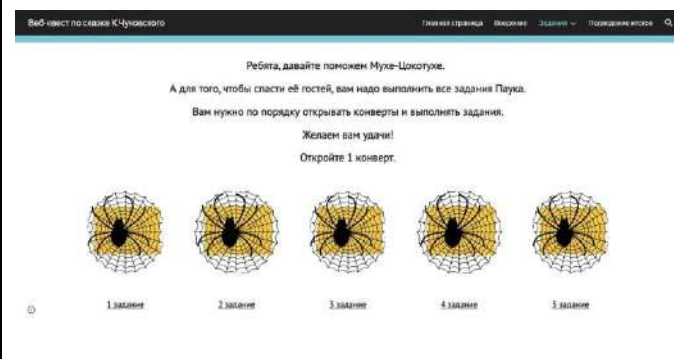 Веб-квест по сказке К.Чуковского
Главная страница Введение Задания Подведение итогов
Ребята, давайте поможем Мухе-Цокотухе.
А для того, чтобы спасти её гостей, вам надо выполнить все задания Паука.
Вам нужно по порядку открывать конверты и выполнять задания.
Желаем вам удачи!
Откройте 1 конверт.
1 задание 2 задание 3 задание 4 задание 5 задание